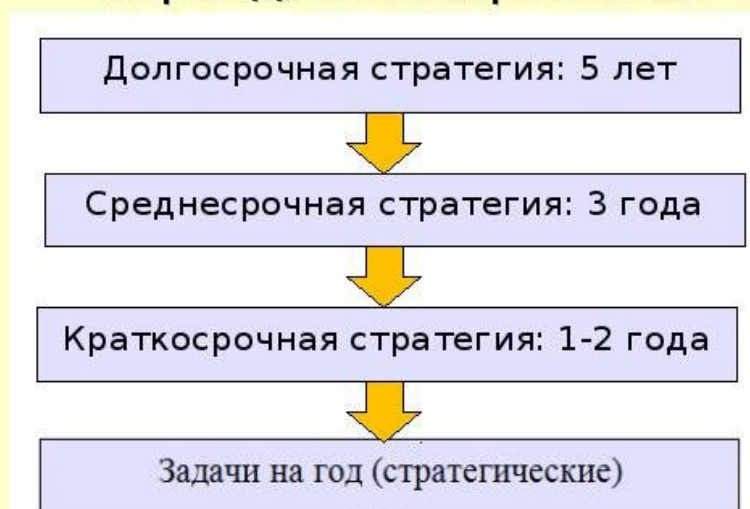 Долгосрочная стратегия: 5 лет
Среднесрочная стратегия: 3 года
Краткосрочная стратегия: 1-2 года
Задачи на год (стратегические)